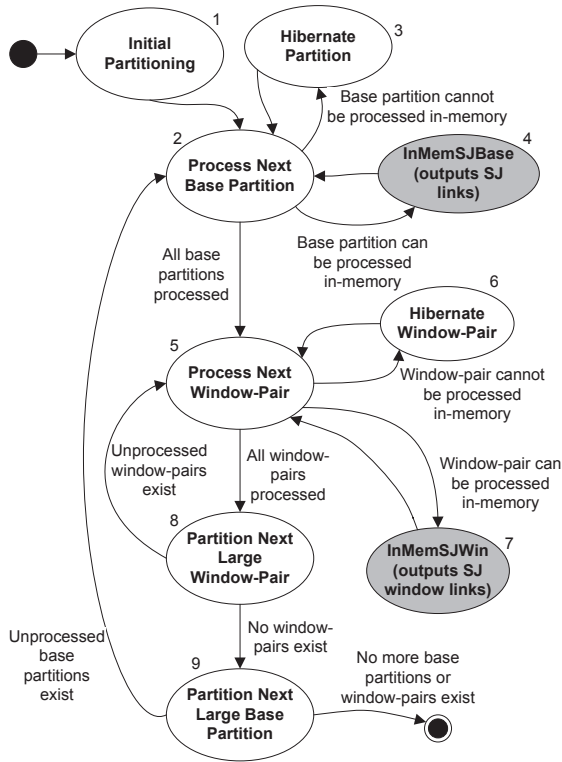 1
Initial
Partitioning
Hibernate
Partition
3
Base partition cannot
be processed in-memory
2
Process Next
Base Partition
4
InMemSJBase
(outputs SJ
links)
Base partition can
be processed
in-memory
All base
partitions
processed
6
Hibernate
Window-Pair
5
Process Next
Window-Pair
Window-pair cannot
be processed
in-memory
Unprocessed
window-pairs
exist
All window-
pairs
processed
Window-pair can
be processed
in-memory
8
Partition Next
Large
Window-Pair
7
InMemSJWin
(outputs SJ
window links)
Unprocessed
base
partitions
exist
No window-
pairs exist
9
Partition Next
Large Base
Partition
No more base
partitions or
window-pairs exist